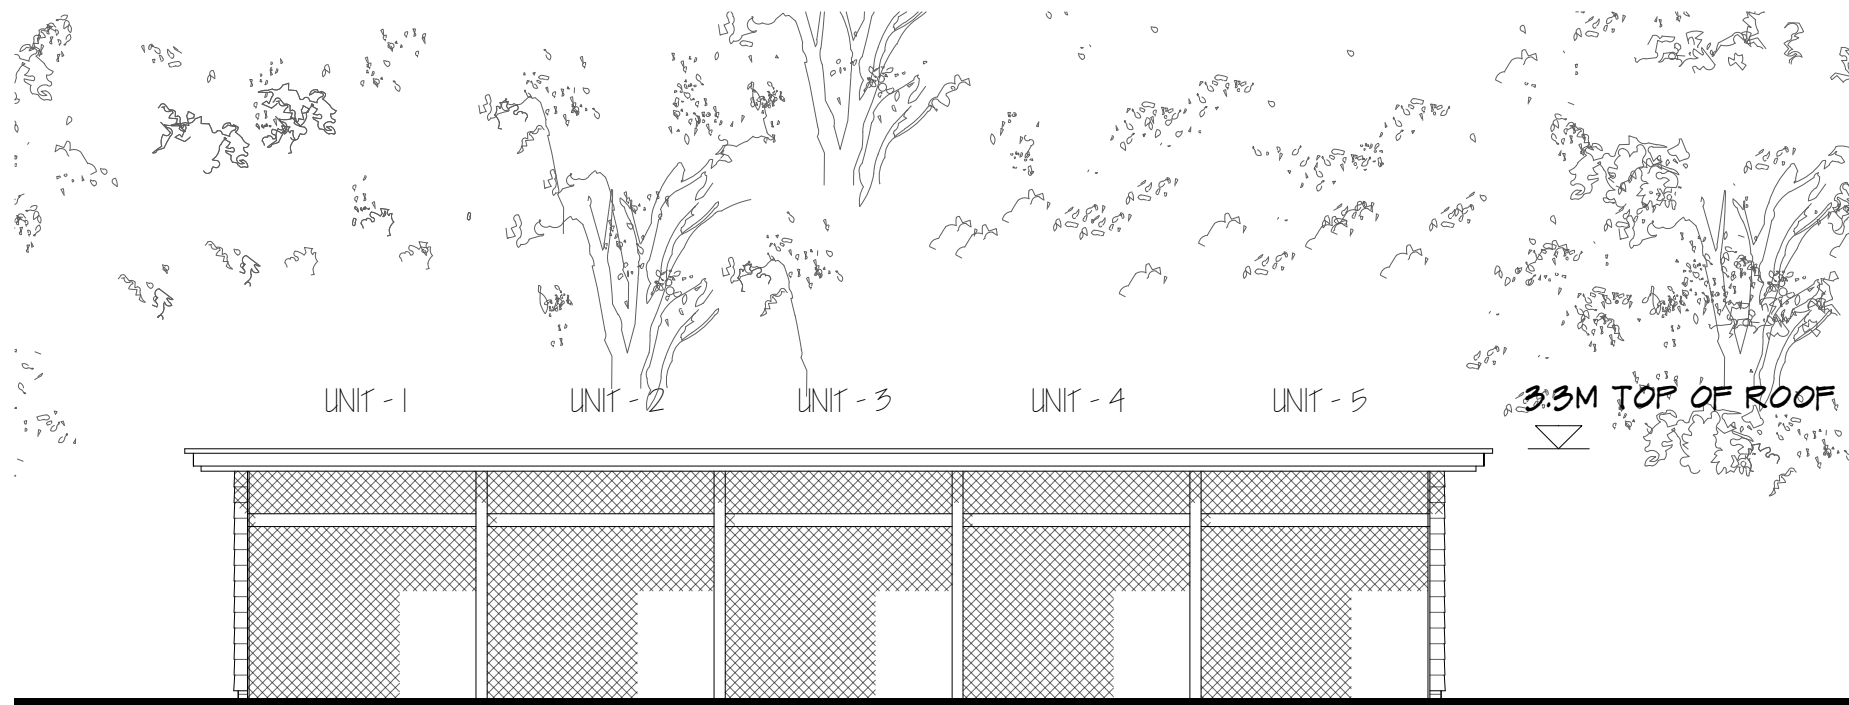 UNIT - 1
UNIT - 2
UNIT - 3
UNIT - 4
UNIT - 5
3.3M TOP OF ROOF